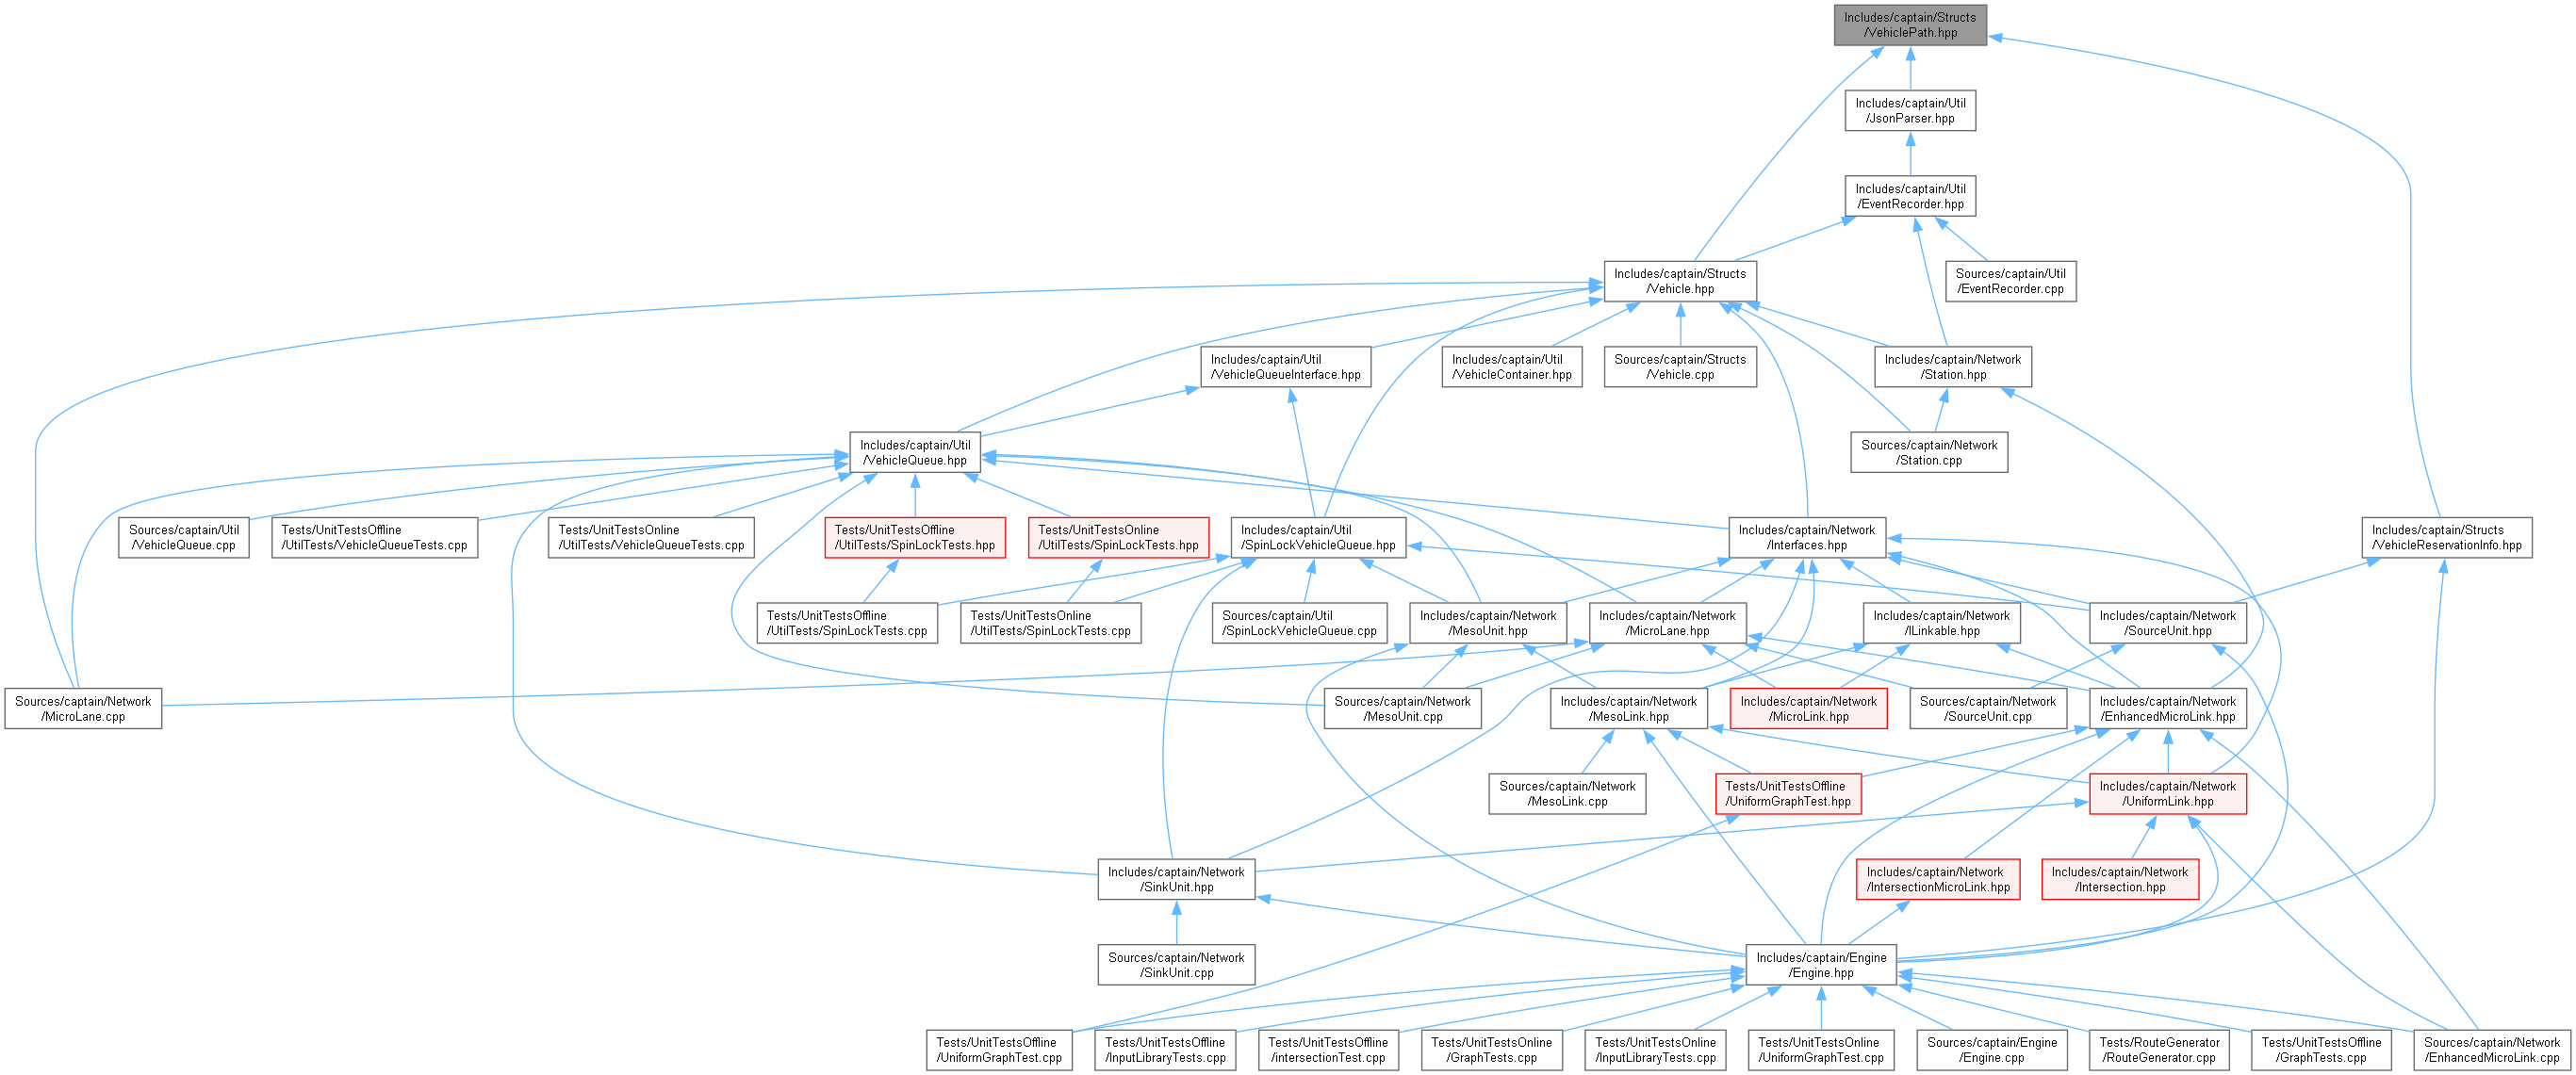 Includes/captain/Structs
/VehiclePath.hpp
Includes/captain/Util
/JsonParser.hpp
Includes/captain/Util
/EventRecorder.hpp
Includes/captain/Structs
/Vehicle.hpp
Sources/captain/Util
/EventRecorder.cpp
Includes/captain/Util
/VehicleQueueInterface.hpp
Includes/captain/Util
/VehicleContainer.hpp
Sources/captain/Structs
/Vehicle.cpp
Includes/captain/Network
/Station.hpp
Includes/captain/Util
/VehicleQueue.hpp
Sources/captain/Network
/Station.cpp
Sources/captain/Util
/VehicleQueue.cpp
Tests/UnitTestsOffline
/UtilTests/VehicleQueueTests.cpp
Tests/UnitTestsOnline
/UtilTests/VehicleQueueTests.cpp
Tests/UnitTestsOffline
/UtilTests/SpinLockTests.hpp
Tests/UnitTestsOnline
/UtilTests/SpinLockTests.hpp
Includes/captain/Util
/SpinLockVehicleQueue.hpp
Includes/captain/Network
/Interfaces.hpp
Includes/captain/Structs
/VehicleReservationInfo.hpp
Tests/UnitTestsOffline
/UtilTests/SpinLockTests.cpp
Tests/UnitTestsOnline
/UtilTests/SpinLockTests.cpp
Sources/captain/Util
/SpinLockVehicleQueue.cpp
Includes/captain/Network
/MesoUnit.hpp
Includes/captain/Network
/MicroLane.hpp
Includes/captain/Network
/ILinkable.hpp
Includes/captain/Network
/SourceUnit.hpp
Sources/captain/Network
/MicroLane.cpp
Sources/captain/Network
/MesoUnit.cpp
Includes/captain/Network
/MesoLink.hpp
Includes/captain/Network
/MicroLink.hpp
Sources/captain/Network
/SourceUnit.cpp
Includes/captain/Network
/EnhancedMicroLink.hpp
Sources/captain/Network
/MesoLink.cpp
Tests/UnitTestsOffline
/UniformGraphTest.hpp
Includes/captain/Network
/UniformLink.hpp
Includes/captain/Network
/SinkUnit.hpp
Includes/captain/Network
/IntersectionMicroLink.hpp
Includes/captain/Network
/Intersection.hpp
Sources/captain/Network
/SinkUnit.cpp
Includes/captain/Engine
/Engine.hpp
Tests/UnitTestsOffline
/UniformGraphTest.cpp
Tests/UnitTestsOffline
/InputLibraryTests.cpp
Tests/UnitTestsOffline
/intersectionTest.cpp
Tests/UnitTestsOnline
/GraphTests.cpp
Tests/UnitTestsOnline
/InputLibraryTests.cpp
Tests/UnitTestsOnline
/UniformGraphTest.cpp
Sources/captain/Engine
/Engine.cpp
Tests/RouteGenerator
/RouteGenerator.cpp
Tests/UnitTestsOffline
/GraphTests.cpp
Sources/captain/Network
/EnhancedMicroLink.cpp